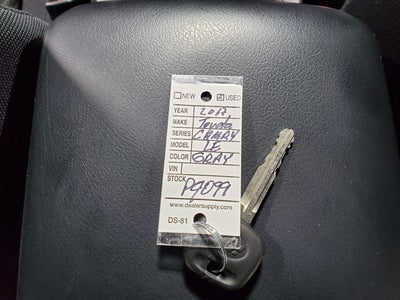 NEW USED
YEAR 2017
MAKE Toyota
SERIES CAMRY
MODEL LE
COLOR GRAY
VIN
STOCK P9099
www.dealersupply.com
DS-81